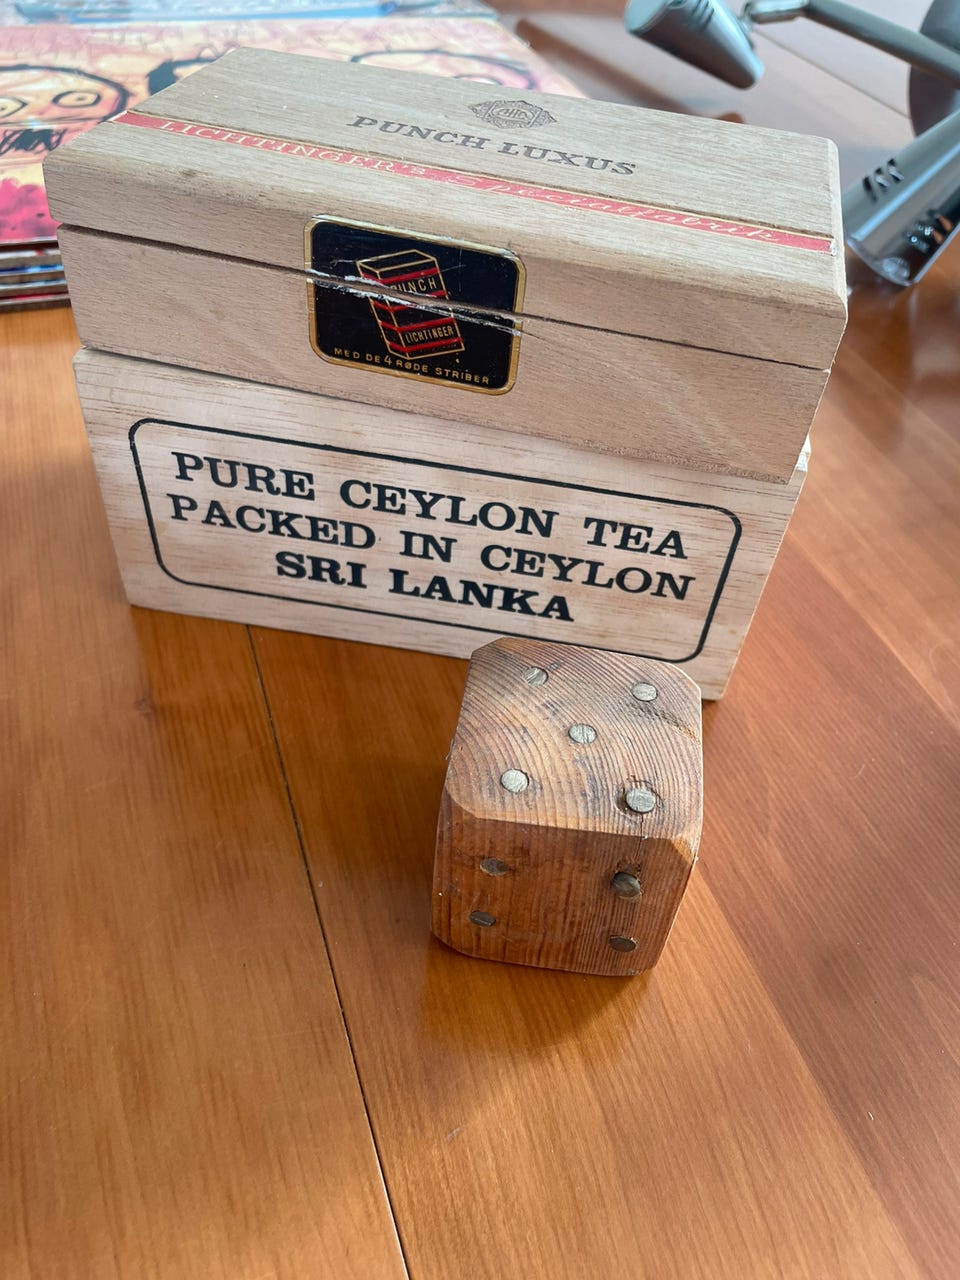 PUNCH LUXUS
LICHTINGER's Specialfabrik
PUNCH
LICHTINGER
MED DE 4 RØDE STRIBER
PURE CEYLON TEA
PACKED IN CEYLON
SRI LANKA